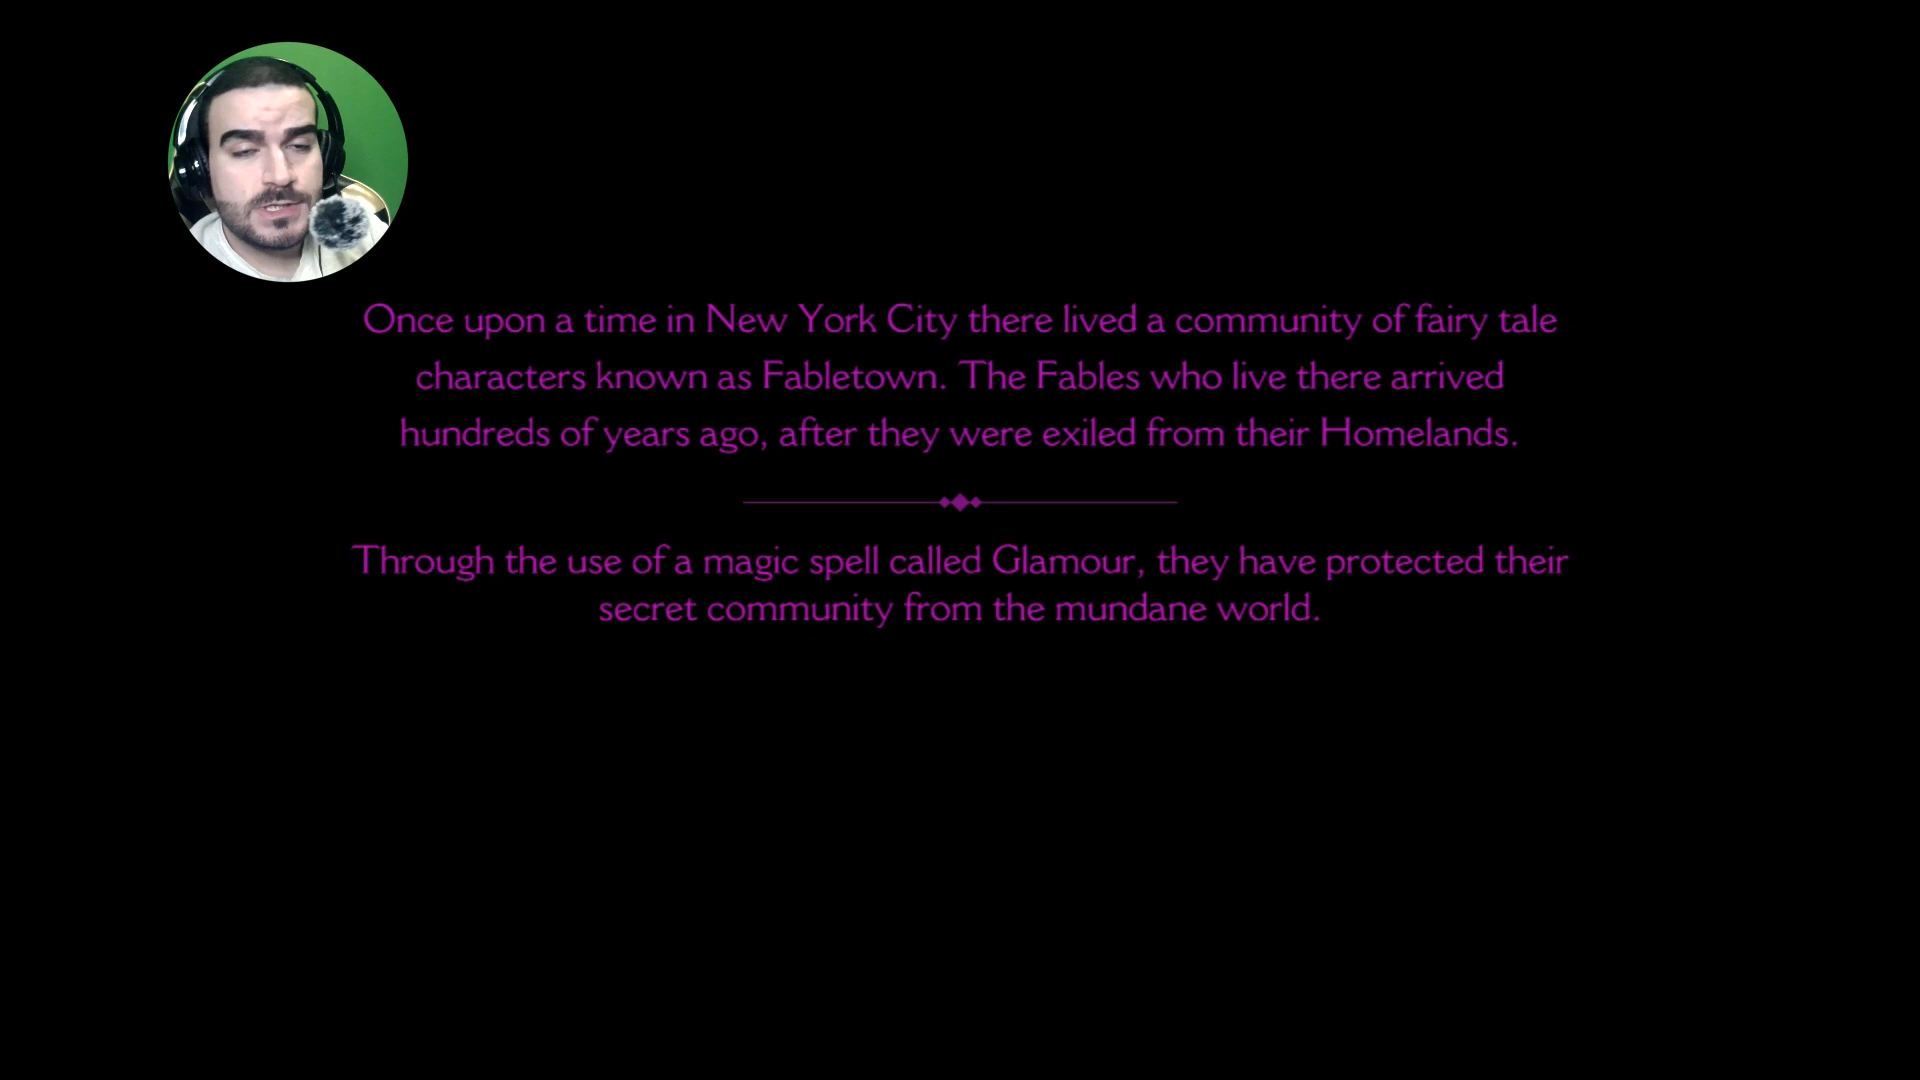 Once upon a time in New York City there lived a community of fairy tale
characters known as Fabletown. The Fables who live there arrived
hundreds of years ago, after they were exiled from their Homelands.
Through the use of a magic spell called Glamour, they have protected their
secret community from the mundane world.